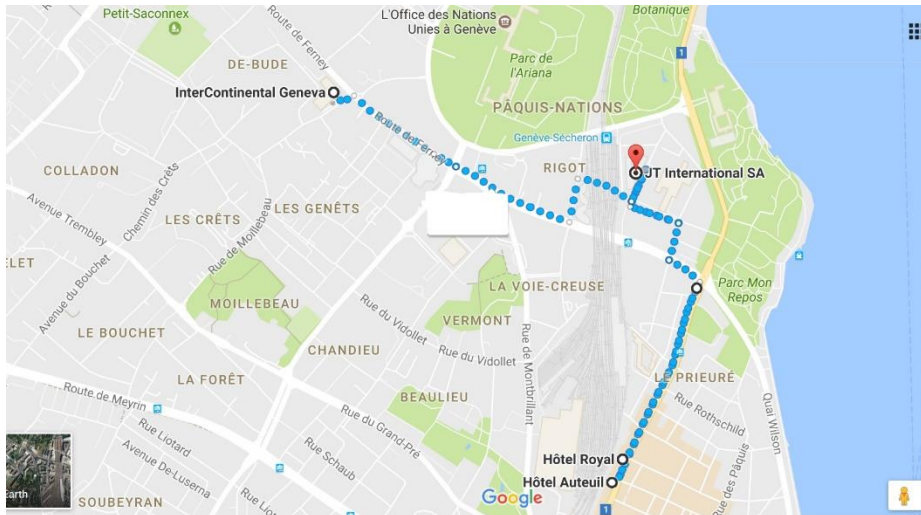 Petit-Saconnex
Route de Ferney
L'Office des Nations
Unies à Genève
Botanique
1
DE-BUDE
Parc de
l'Ariana
InterContinental Geneva
PÂQUIS-NATIONS
Route de Ferney
Genève-Sécheron
COLLADON
RIGOT
JT International SA
Chemin des Crêts
Avenue Trembley
LES CRÊTS
LES GENÊTS
Rue de Moillebeau
ELET
Avenue du Bouchet
LA VOIE-CREUSE
Parc Mon
Repos
MOILLEBEAU
Rue du Vidollet
VERMONT
LE BOUCHET
CHANDIEU
Rue du Vidollet
Rue de Montbrillant
LA FORÊT
LE PRIEURÉ
Route de Meyrin
BEAULIEU
Rue Rothschild
Quai Wilson
Rue Liotard
Rue du Grand-Pré
Avenue De-Luserna
Rue Schaub
Hôtel Royal
Rue des Pâquis
Hôtel Auteuil
Earth
Google
SOUBEYRAN
1